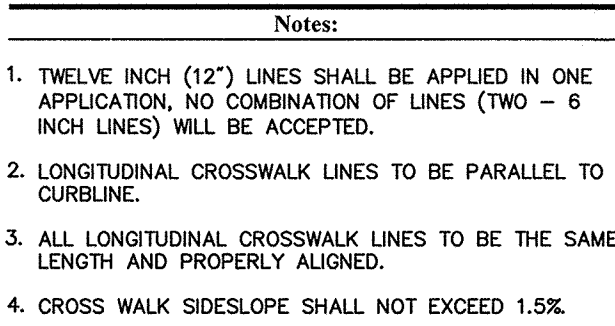 Notes:
1. TWELVE INCH (12") LINES SHALL BE APPLIED IN ONE
APPLICATION, NO COMBINATION OF LINES (TWO – 6
INCH LINES) WILL BE ACCEPTED.
2. LONGITUDINAL CROSSWALK LINES TO BE PARALLEL TO
CURBLINE.
3. ALL LONGITUDINAL CROSSWALK LINES TO BE THE SAME
LENGTH AND PROPERLY ALIGNED.
4. CROSS WALK SIDESLOPE SHALL NOT EXCEED 1.5%.